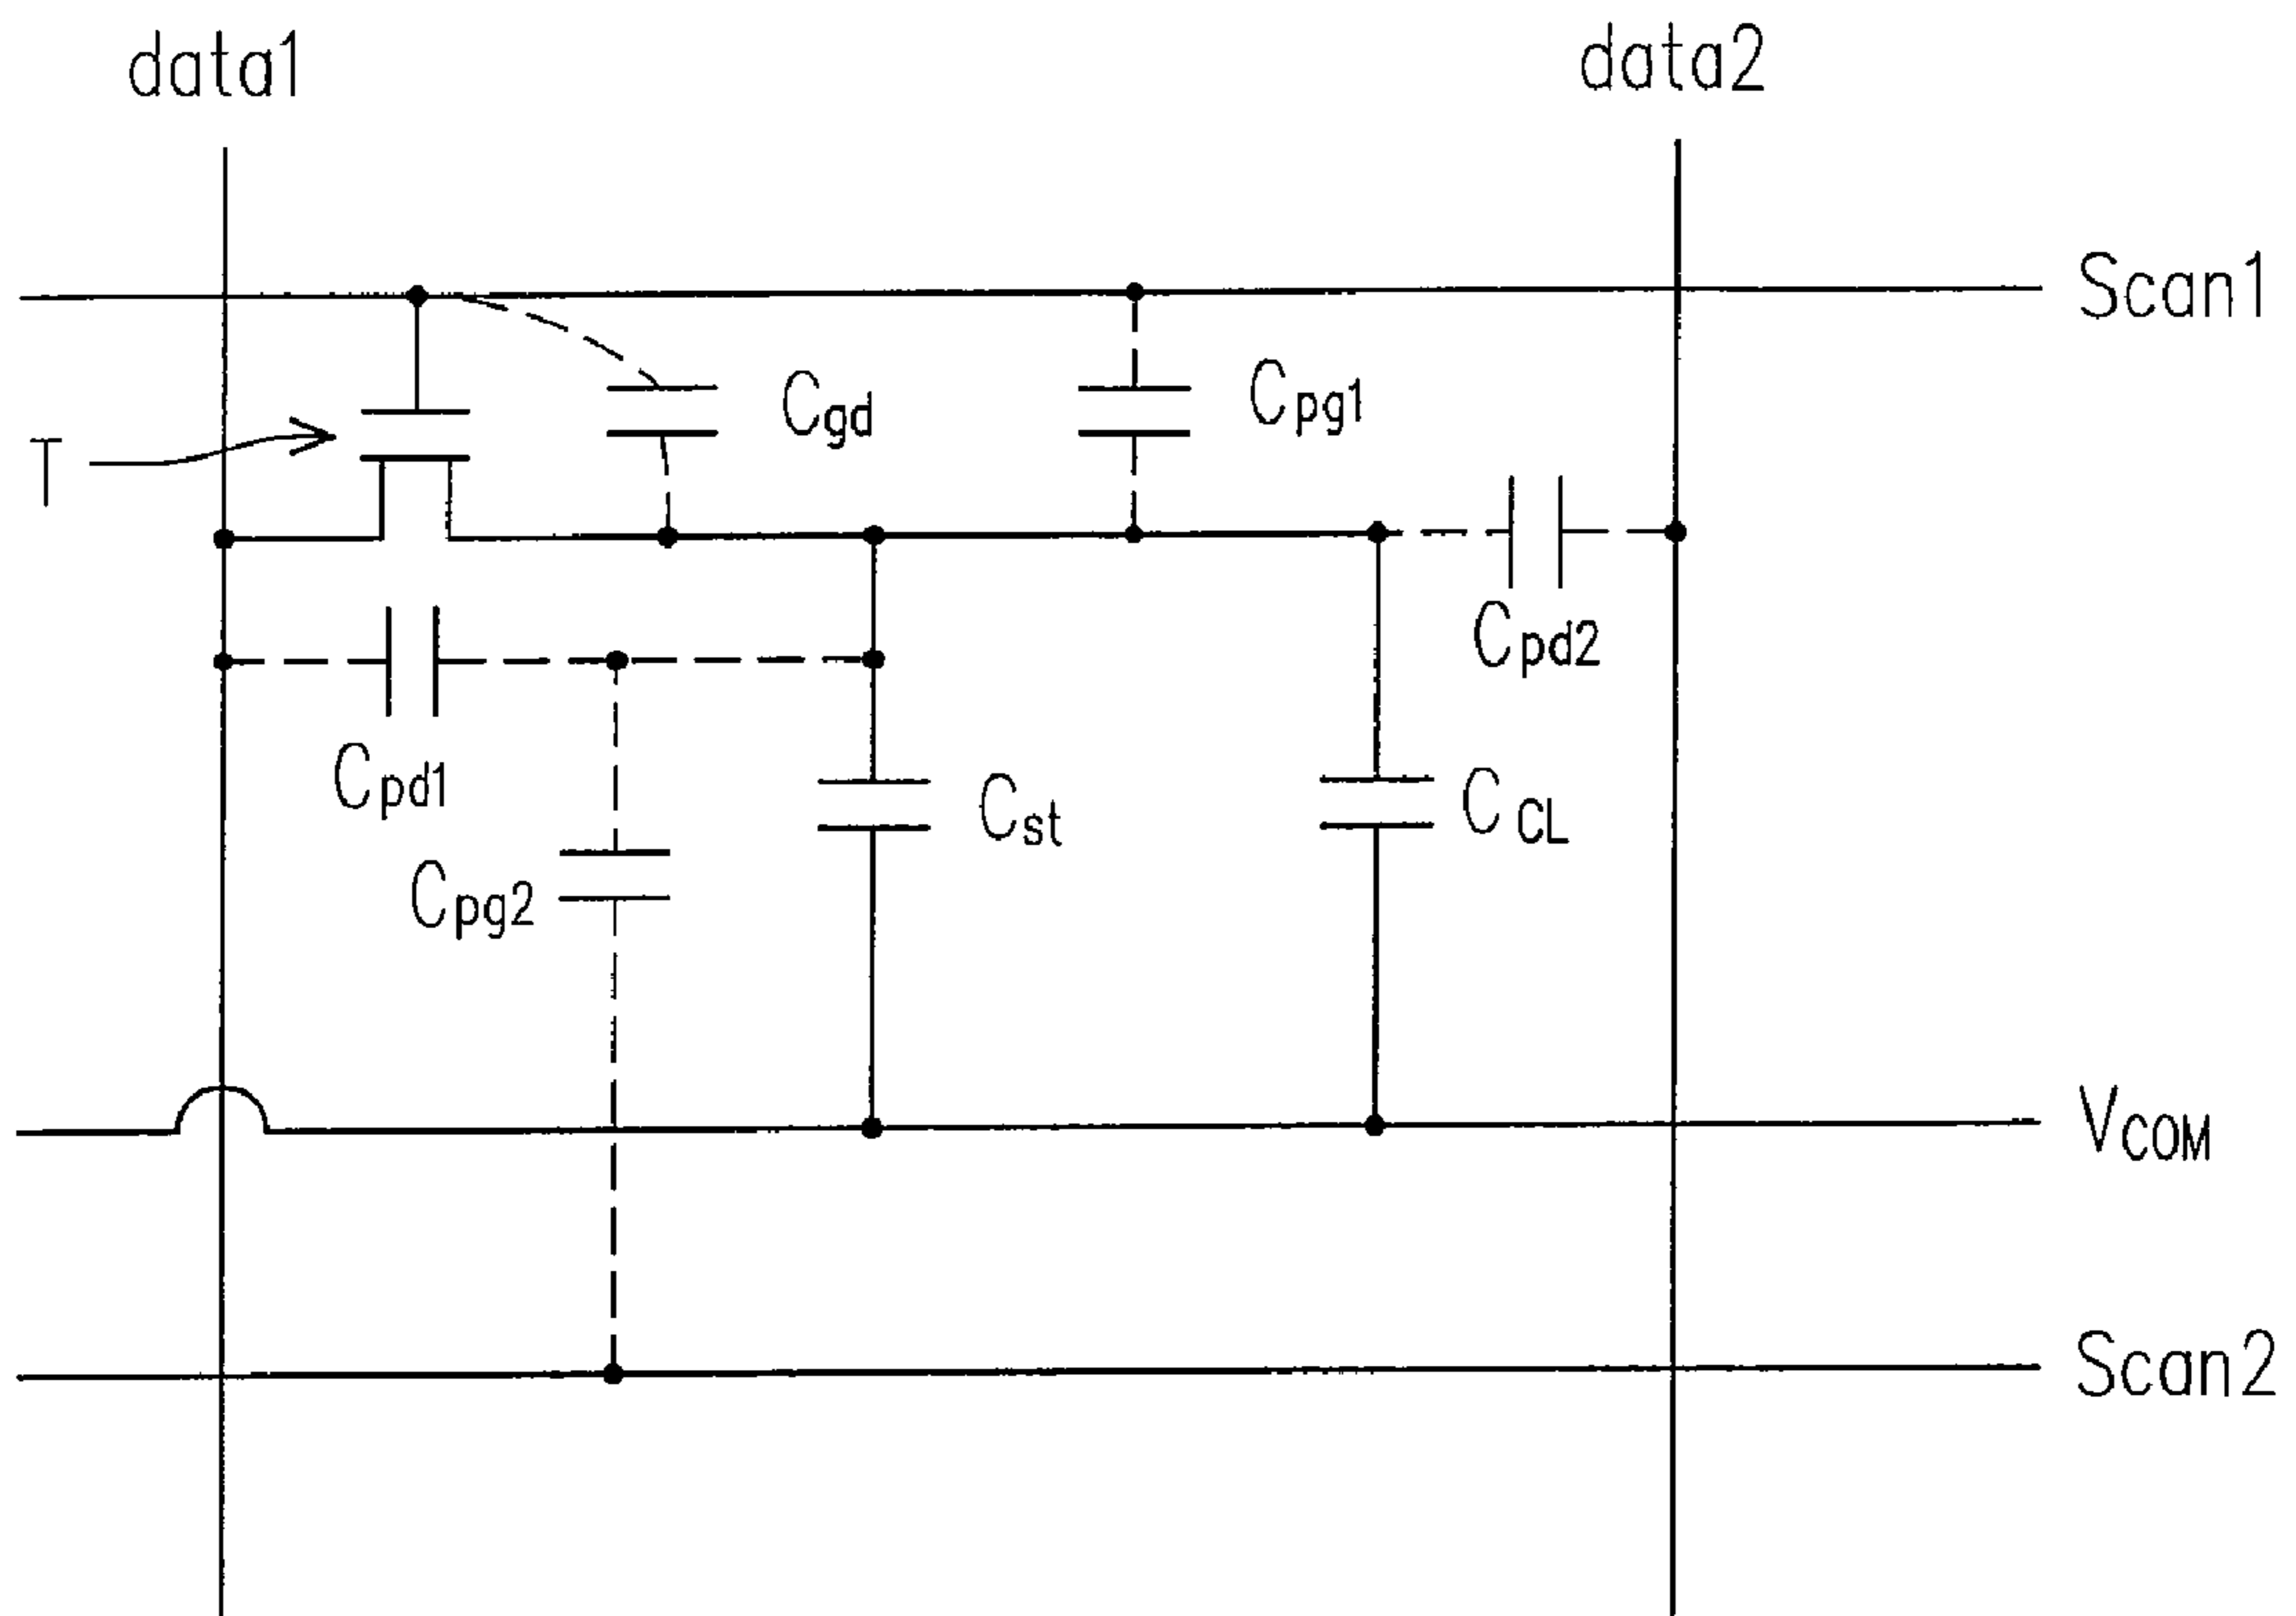 data1
data2
Scan1
Cgd
Cpg1
T
Cpd2
Cpd1
Cst
CCL
Cpg2
VCOM
Scan2